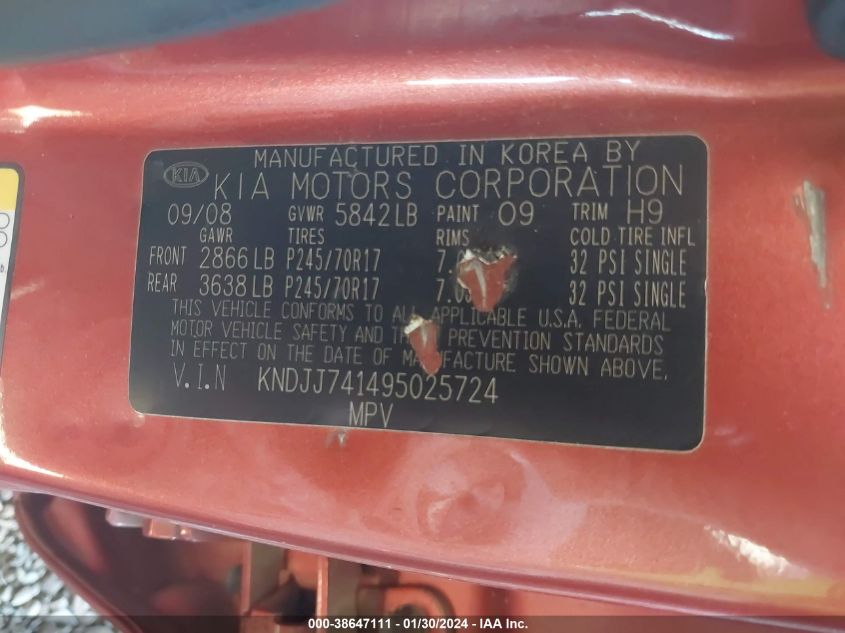 MANUFACTURED IN KOREA BY
KIA KIA MOTORS CORPORATION
09/08 GVWR 5842LB PAINT 09 TRIM H9
GAWR TIRES RIMS COLD TIRE INFL
FRONT 2866 LB P245/70R17 32 PSI SINGLE
REAR 3638 LB P245/70R17 32 PSI SINGLE
THIS VEHICLE CONFORMS TO ALL APPLICABLE U.S.A. FEDERAL
MOTOR VEHICLE SAFETY AND PREVENTION STANDARDS
IN EFFECT ON THE DATE OF MANUFACTURE SHOWN ABOVE.
V.I.N KNDJJ741495025724
MPV
000-38647111 - 01/30/2024 - IAA Inc.